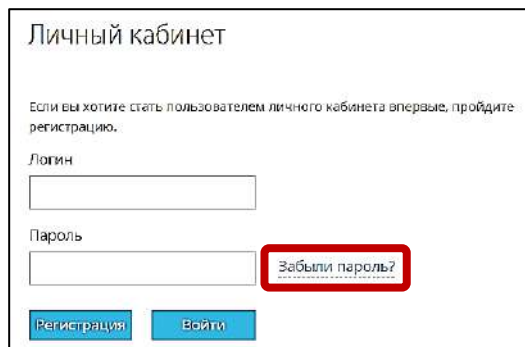 Личный кабинет
Если вы хотите стать пользователем личного кабинета впервые, пройдите
регистрацию.
Логин
Пароль
Забыли пароль?
Регистрация Войти